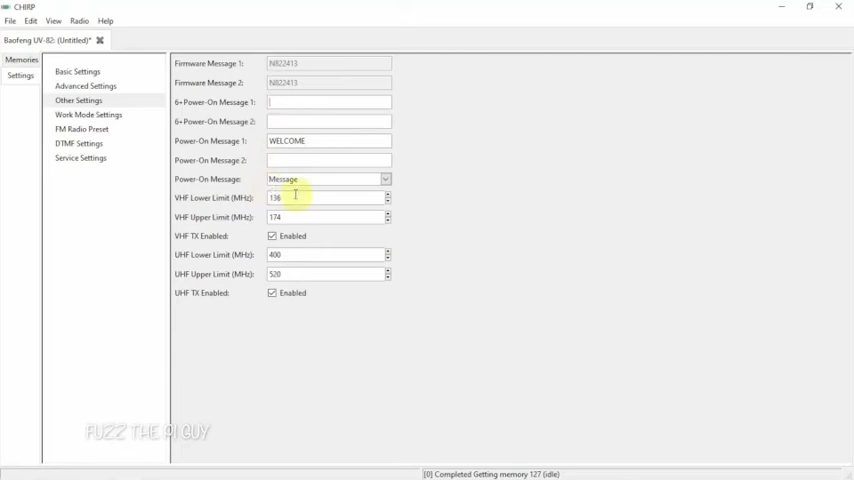 CHIRP
File Edit View Radio Help
Baofeng UV-82: (Untitled)*
Memories
Settings
Basic Settings
Advanced Settings
Other Settings
Work Mode Settings
FM Radio Preset
DTMF Settings
Service Settings
Firmware Message 1: N822413
Firmware Message 2: N822413
6+Power-On Message 1:
6+Power-On Message 2:
Power-On Message 1: WELCOME
Power-On Message 2:
Power-On Message: Message
VHF Lower Limit (MHz): 136
VHF Upper Limit (MHz): 174
VHF TX Enabled: Enabled
UHF Lower Limit (MHz): 400
UHF Upper Limit (MHz): 520
UHF TX Enabled: Enabled
FUZZ THE PI GUY
[0] Completed Getting memory 127 (idle)